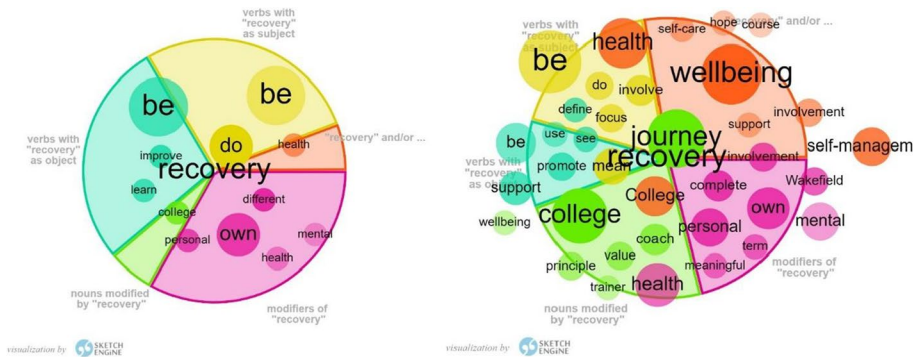 verbs with
"recovery"
as subject
be
be
do
health
"recovery" and/or ...
verbs with
"recovery"
as object
improve
recovery
learn
different
college
personal
own
mental
health
nouns modified
by "recovery"
modifiers of
"recovery"
visualization by SKETCH ENGINE
verbs with
"recovery"
as subject
hope
course
"recovery" and/or ...
self-care
health
be
wellbeing
do
involve
define
focus
involvement
support
use
see
journey
be
self-managem
recovery
involvement
verbs with
"recovery"
as object
promote
mean
support
College
complete
Wakefield
wellbeing
college
personal
own
mental
coach
term
value
principle
meaningful
modifiers of
"recovery"
trainer
health
nouns modified
by "recovery"
visualization by SKETCH ENGINE